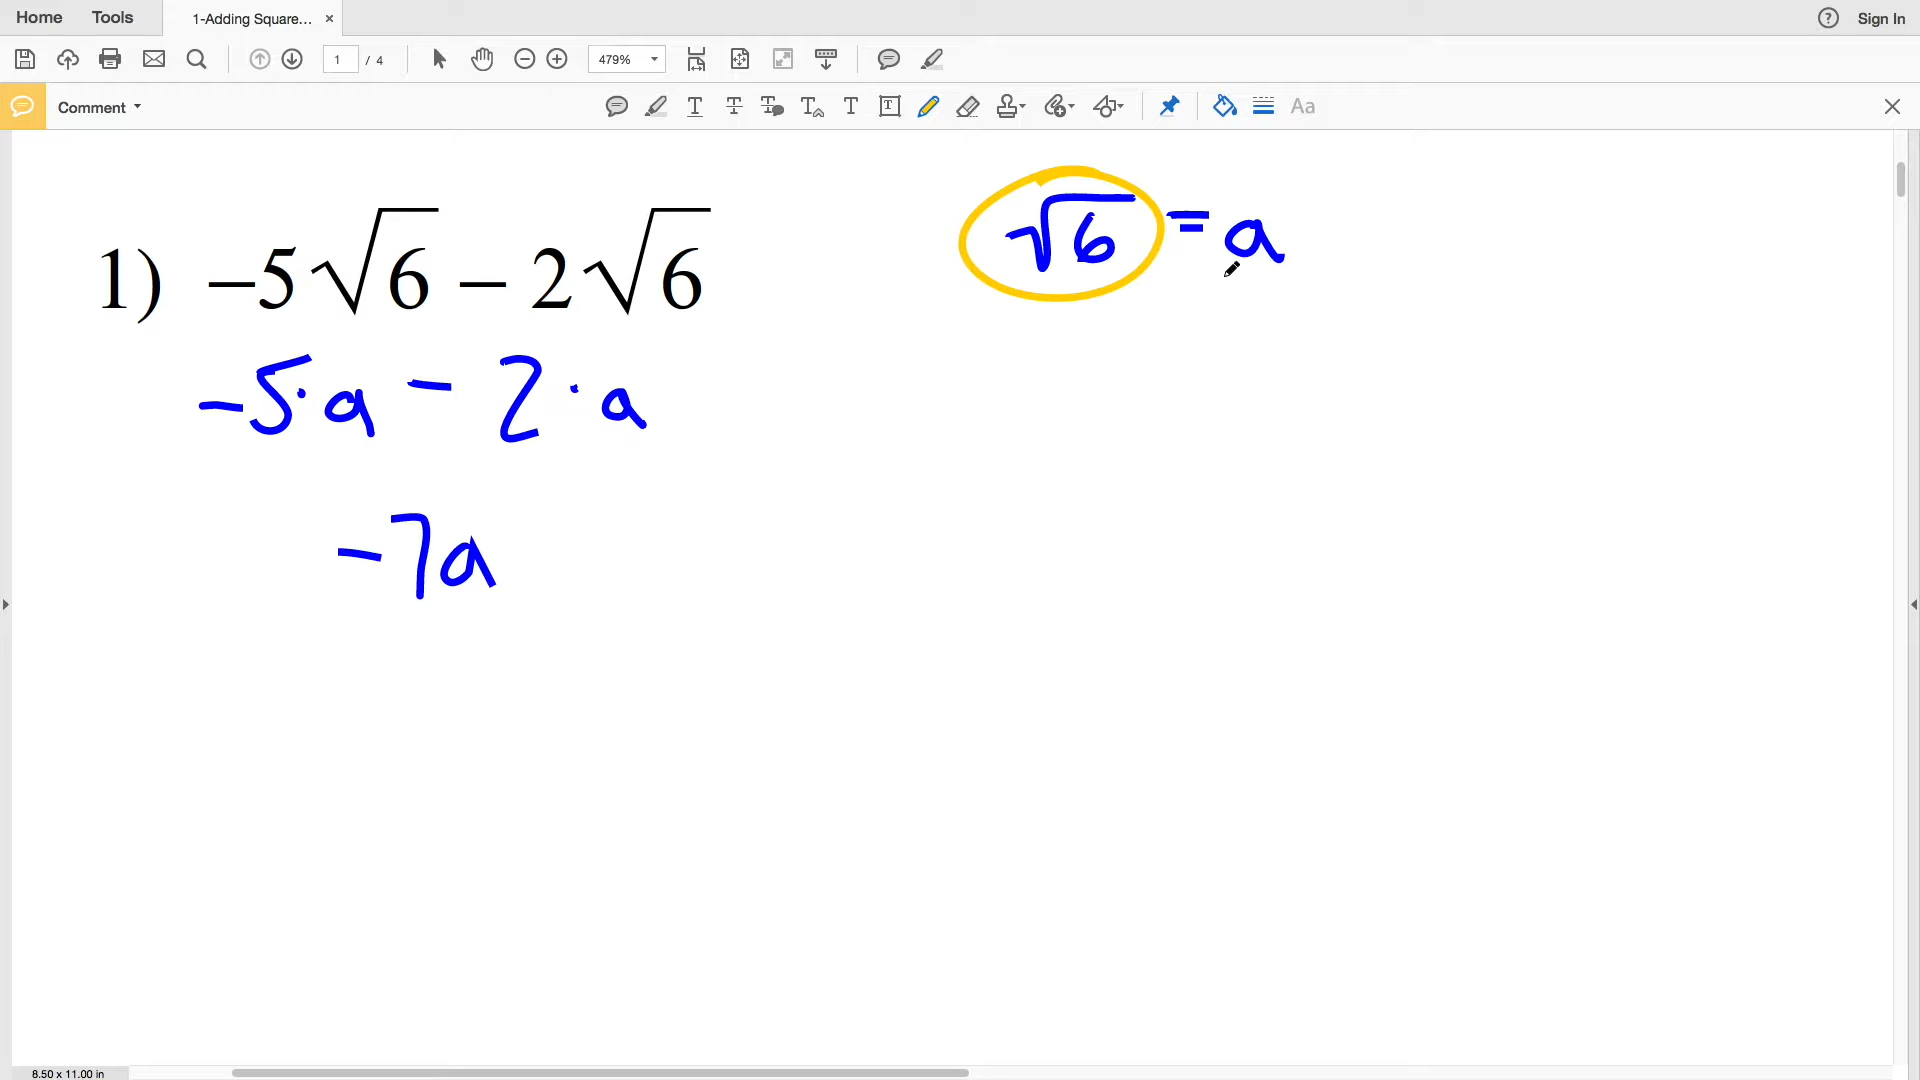 Home Tools 1-Adding Square... × ? Sign In
1 / 4 479%
Comment T T T T T T Aa
1) −5√6 − 2√6
√6 = a
-5·a - 2·a
-7a
8.50 x 11.00 in